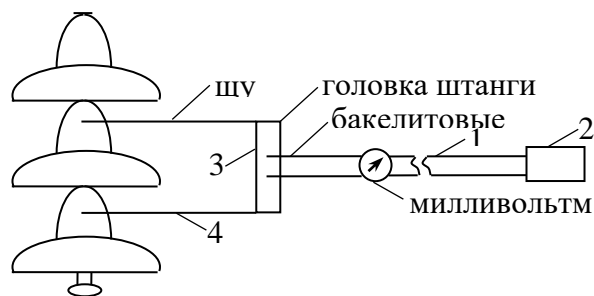 щу
головка штанги
бакелитовые
1
2
3
милливольтм
4